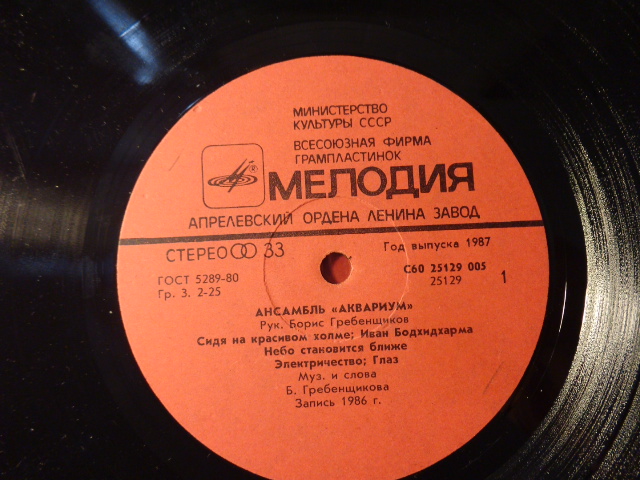 МИНИСТЕРСТВО
КУЛЬТУРЫ СССР
ВСЕСОЮЗНАЯ ФИРМА
ГРАМПЛАСТИНОК
МЕЛОДИЯ
АПРЕЛЕВСКИЙ ОРДЕНА ЛЕНИНА ЗАВОД
СТЕРЕО 33
Год выпуска 1987
ГОСТ 5289-80
С60 25129 005
Гр. 3. 2-25
25129
1
АНСАМБЛЬ «АКВАРИУМ»
Рук. Борис Гребенщиков
Сидя на красивом холме; Иван Бодхидхарма
Небо становится ближе
Электричество; Глаз
Муз. и слова
Б. Гребенщикова
Запись 1986 г.